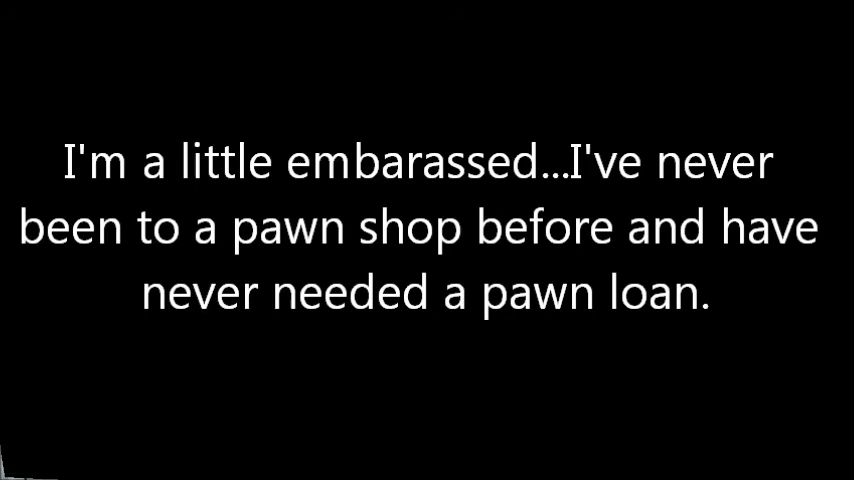 I'm a little embarassed...I've never
been to a pawn shop before and have
never needed a pawn loan.